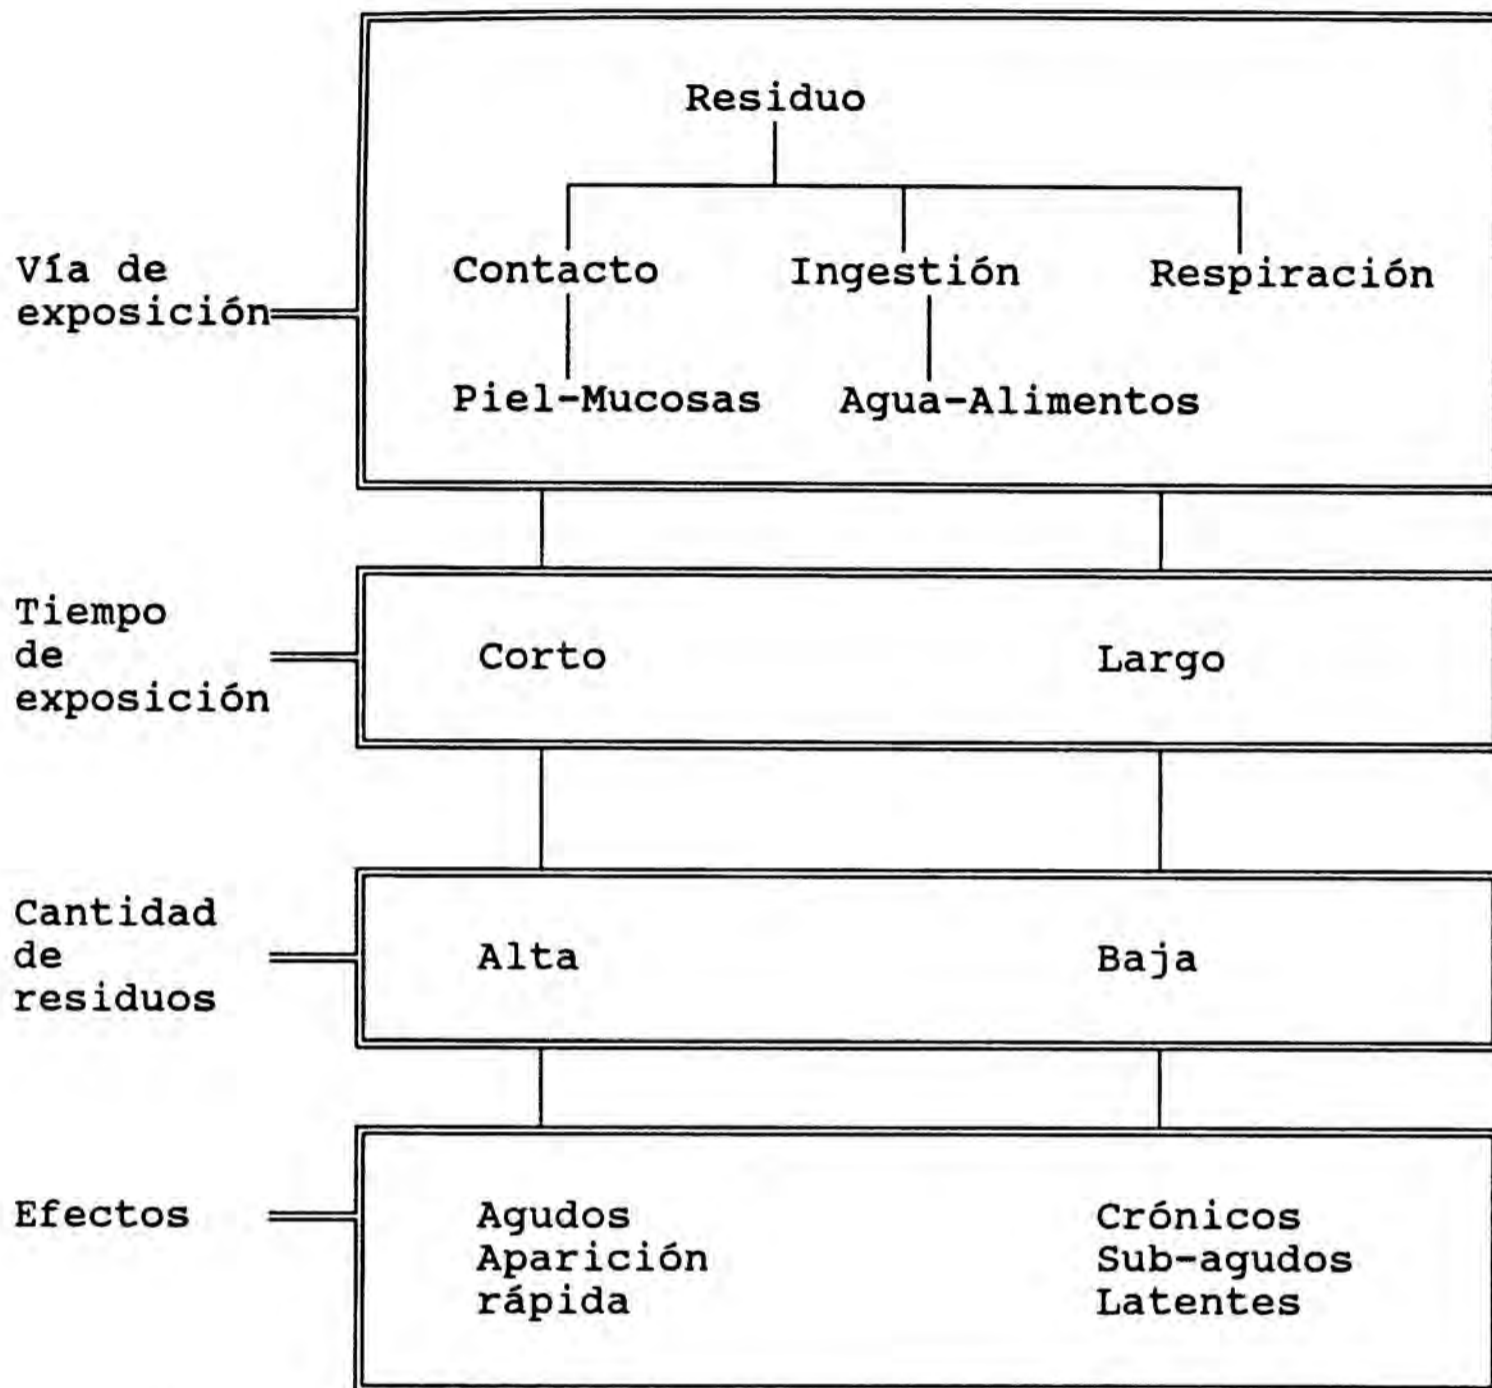 Residuo
Vía de
exposición
Contacto Ingestión Respiración
Piel-Mucosas Agua-Alimentos
Tiempo
de
exposición
Corto Largo
Cantidad
de
residuos
Alta Baja
Efectos
Agudos
Aparición
rápida
Crónicos
Sub-agudos
Latentes